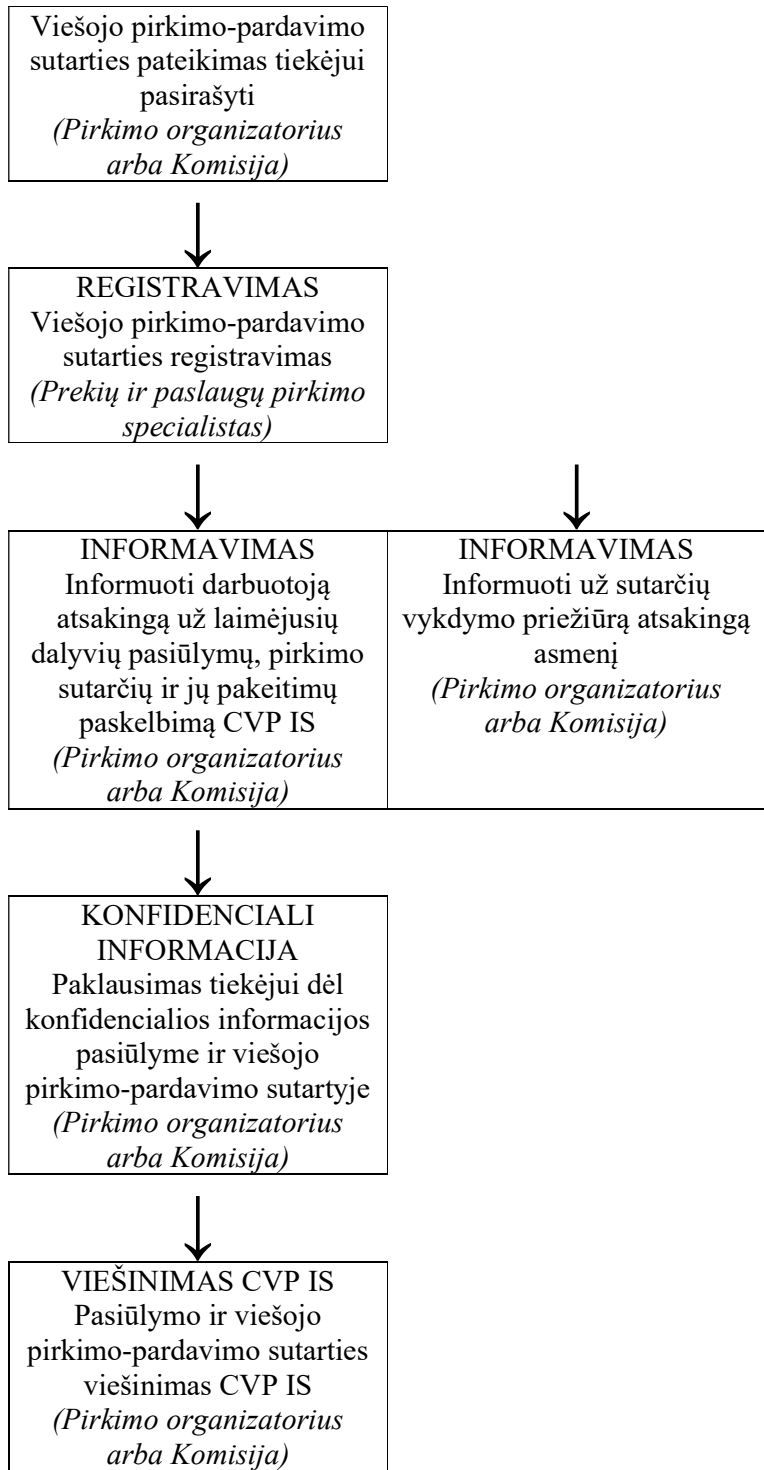 Viešojo pirkimo-pardavimo
sutarties pateikimas tiekėjui
pasirašyti
(Pirkimo organizatorius
arba Komisija)
REGISTRAVIMAS
Viešojo pirkimo-pardavimo
sutarties registravimas
(Prekių ir paslaugų pirkimo
specialistas)
INFORMAVIMAS
Informuoti darbuotoją
atsakingą už laimėjusių
dalyvių pasiūlymų, pirkimo
sutarčių ir jų pakeitimų
paskelbimą CVP IS
(Pirkimo organizatorius
arba Komisija)
INFORMAVIMAS
Informuoti už sutarčių
vykdymo priežiūrą atsakingą
asmenį
(Pirkimo organizatorius
arba Komisija)
KONFIDENCIALI
INFORMACIJA
Paklausimas tiekėjui dėl
konfidencialios informacijos
pasiūlyme ir viešojo
pirkimo-pardavimo sutartyje
(Pirkimo organizatorius
arba Komisija)
VIEŠINIMAS CVP IS
Pasiūlymo ir viešojo
pirkimo-pardavimo sutarties
viešinimas CVP IS
(Pirkimo organizatorius
arba Komisija)